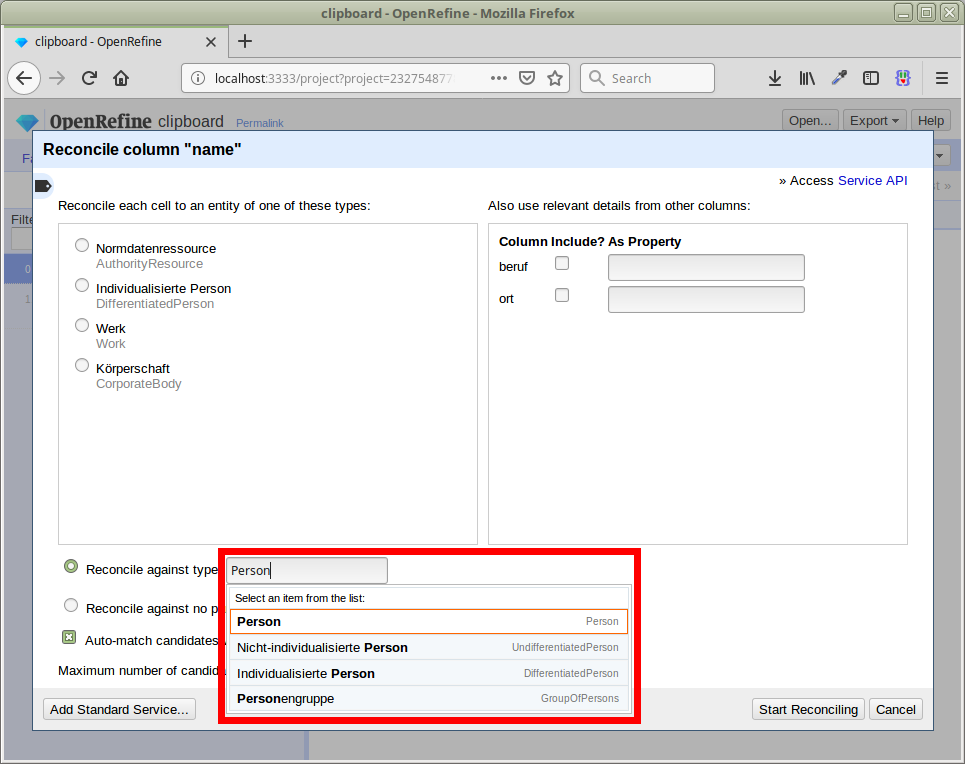 clipboard - OpenRefine - Mozilla Firefox
clipboard - OpenRefine
localhost:3333/project?project=232754877
Search
OpenRefine clipboard Permalink
Open... Export Help
Reconcile column "name"
» Access Service API
Reconcile each cell to an entity of one of these types:
Also use relevant details from other columns:
Normdatenressource
AuthorityResource
Individualisierte Person
DifferentiatedPerson
Werk
Work
Körperschaft
CorporateBody
Column Include? As Property
beruf
ort
Filte
0
1
Reconcile against type
Person
Reconcile against no p
Auto-match candidates
Maximum number of candid
Select an item from the list:
Person Person
Nicht-individualisierte Person UndifferentiatedPerson
Individualisierte Person DifferentiatedPerson
Personengruppe GroupOfPersons
Add Standard Service...
Start Reconciling
Cancel